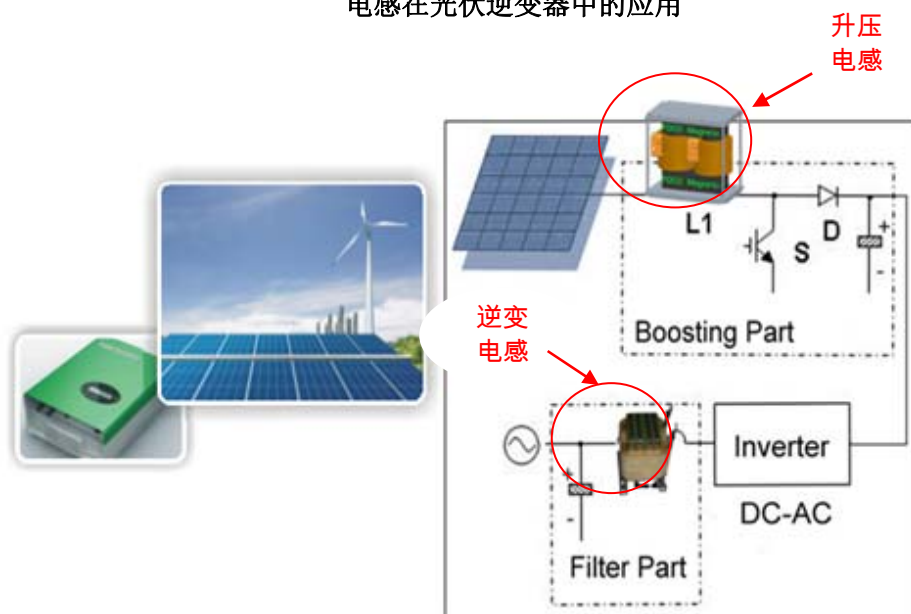 电感在光伏逆变器中的应用
升压
电感
L1
D
+
S
-
逆变
电感
Boosting Part
Inverter
+
-
DC-AC
Filter Part